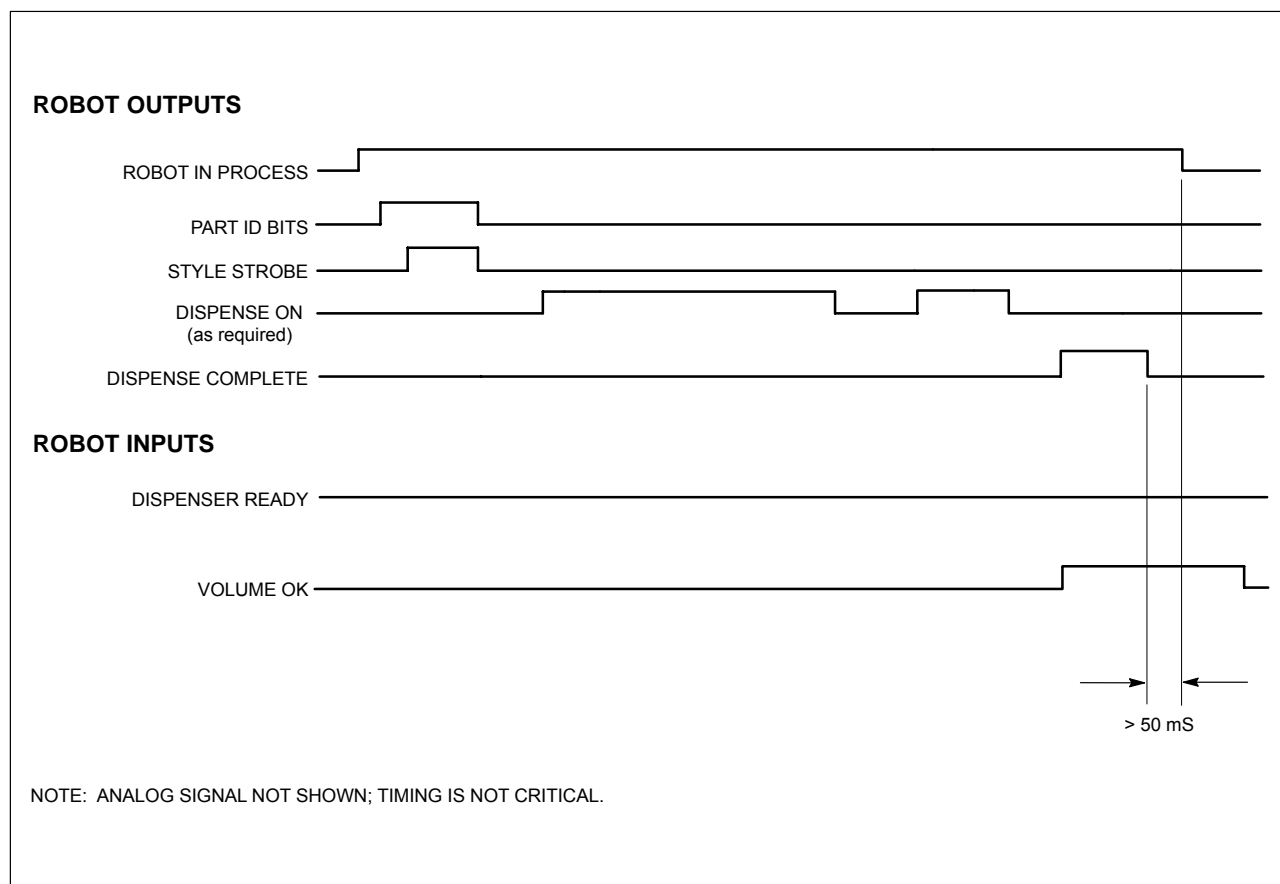 ROBOT OUTPUTS
ROBOT IN PROCESS
PART ID BITS
STYLE STROBE
DISPENSE ON
(as required)
DISPENSE COMPLETE
ROBOT INPUTS
DISPENSER READY
VOLUME OK
> 50 mS
NOTE: ANALOG SIGNAL NOT SHOWN; TIMING IS NOT CRITICAL.